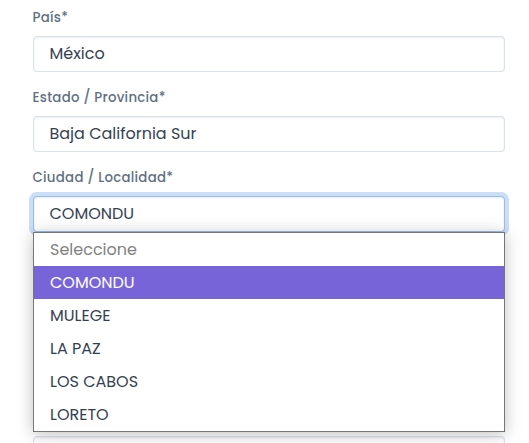 País*
México
Estado / Provincia*
Baja California Sur
Ciudad / Localidad*
COMONDU
Seleccione
COMONDU
MULEGE
LA PAZ
LOS CABOS
LORETO